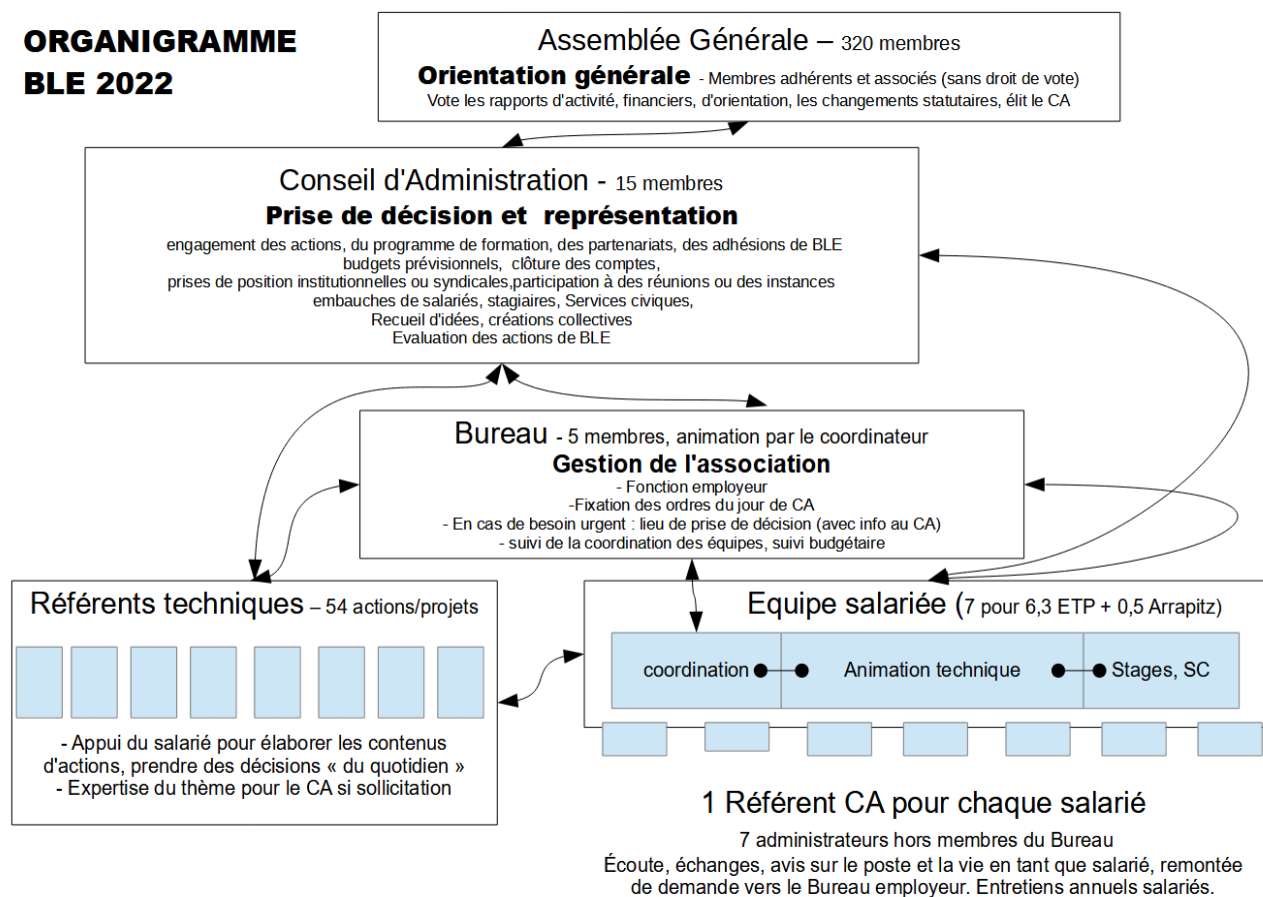 ORGANIGRAMME
BLE 2022
Assemblée Générale – 320 membres
Orientation générale - Membres adhérents et associés (sans droit de vote)
Vote les rapports d'activité, financiers, d'orientation, les changements statutaires, élit le CA
Conseil d'Administration - 15 membres
Prise de décision et représentation
engagement des actions, du programme de formation, des partenariats, des adhésions de BLE
budgets prévisionnels, clôture des comptes,
prises de position institutionnelles ou syndicales,participation à des réunions ou des instances
embauches de salariés, stagiaires, Services civiques,
Recueil d'idées, créations collectives
Evaluation des actions de BLE
Bureau - 5 membres, animation par le coordinateur
Gestion de l'association
- Fonction employeur
-Fixation des ordres du jour de CA
- En cas de besoin urgent : lieu de prise de décision (avec info au CA)
- suivi de la coordination des équipes, suivi budgétaire
Référents techniques – 54 actions/projets
- Appui du salarié pour élaborer les contenus
d'actions, prendre des décisions « du quotidien »
- Expertise du thème pour le CA si sollicitation
Equipe salariée (7 pour 6,3 ETP + 0,5 Arrapitz)
coordination
Animation technique
Stages, SC
1 Référent CA pour chaque salarié
7 administrateurs hors membres du Bureau
Écoute, échanges, avis sur le poste et la vie en tant que salarié, remontée
de demande vers le Bureau employeur. Entretiens annuels salariés.